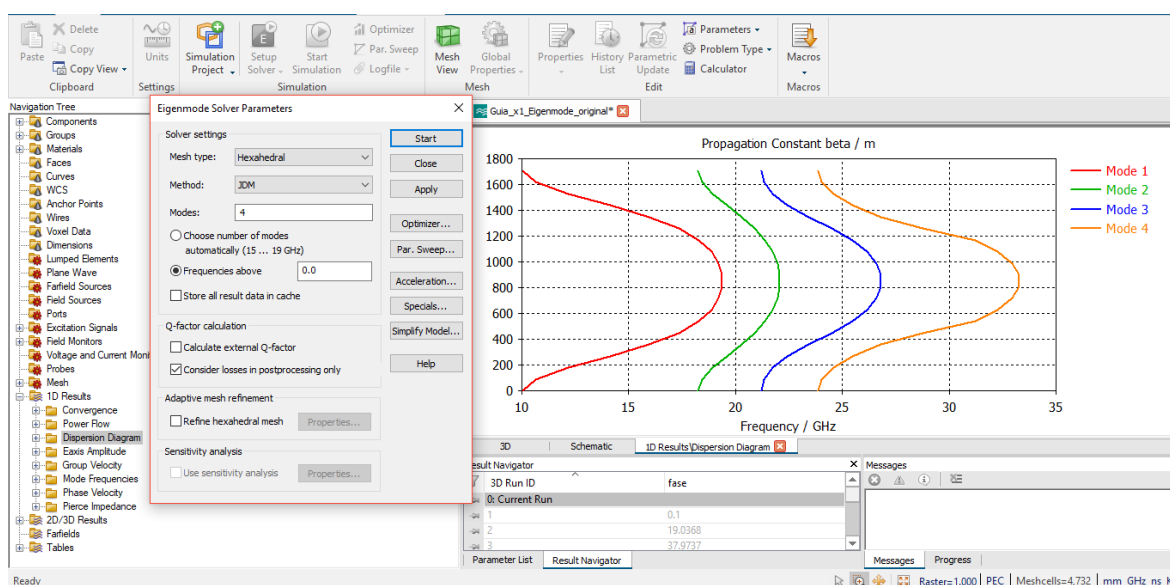 Paste
Delete
Copy
Copy View
Clipboard
Units
Settings
Simulation Project
Setup Solver
Start Simulation
Optimizer
Par. Sweep
Logfile
Simulation
Mesh View
Global Properties
Mesh
Properties
History List
Parametric Update
Parameters
Problem Type
Calculator
Edit
Macros
Macros
Navigation Tree
Components
Groups
Materials
Faces
Curves
WCS
Anchor Points
Wires
Voxel Data
Dimensions
Lumped Elements
Plane Wave
Farfield Sources
Field Sources
Ports
Excitation Signals
Field Monitors
Voltage and Current Moni
Probes
Mesh
1D Results
Convergence
Power Flow
Dispersion Diagram
Eaxis Amplitude
Group Velocity
Mode Frequencies
Phase Velocity
Pierce Impedance
2D/3D Results
Farfields
Tables
Eigenmode Solver Parameters
Solver settings
Mesh type: Hexahedral
Method: JDM
Modes: 4
Choose number of modes
automatically (15 ... 19 GHz)
Frequencies above 0.0
Store all result data in cache
Q-factor calculation
Calculate external Q-factor
Consider losses in postprocessing only
Adaptive mesh refinement
Refine hexahedral mesh Properties...
Sensitivity analysis
Use sensitivity analysis Properties...
Start
Close
Apply
Optimizer...
Par. Sweep...
Acceleration...
Specials...
Simplify Model...
Help
Guia_x1_Eigenmode_original*
Propagation Constant beta / m
1800
1600
1400
1200
1000
800
600
400
200
0
10 15 20 25 30 35
Frequency / GHz
Mode 1
Mode 2
Mode 3
Mode 4
3D Schematic 1D Results\Dispersion Diagram
esult Navigator
3D Run ID fase
0: Current Run
1 0.1
2 19.0368
3 37.9737
Parameter List Result Navigator
Messages
Messages Progress
Ready
Raster=1.000 PEC Meshcells=4,732 mm GHz ns K